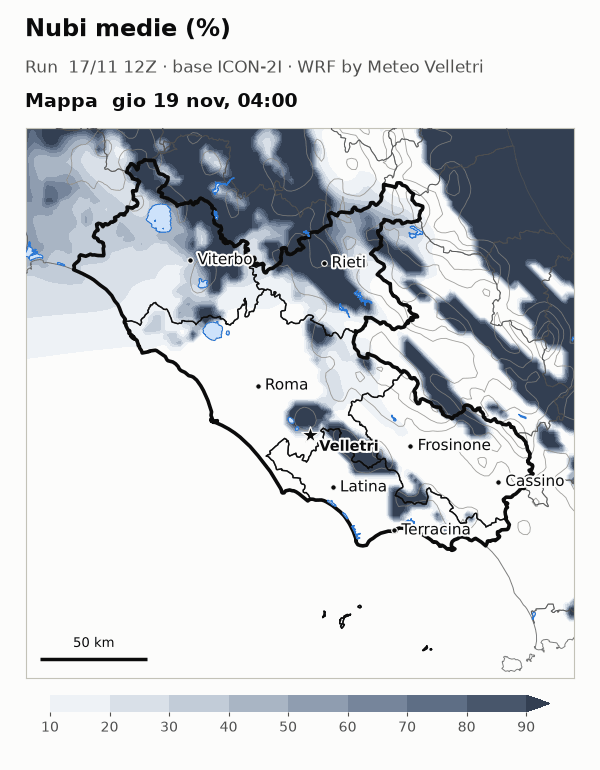 Nubi medie (%)
Run 17/11 12Z · base ICON-2I · WRF by Meteo Velletri
Mappa gio 19 nov, 04:00
Viterbo
Rieti
Roma
Velletri
Frosinone
Latina
Cassino
Terracina
50 km
10 20 30 40 50 60 70 80 90